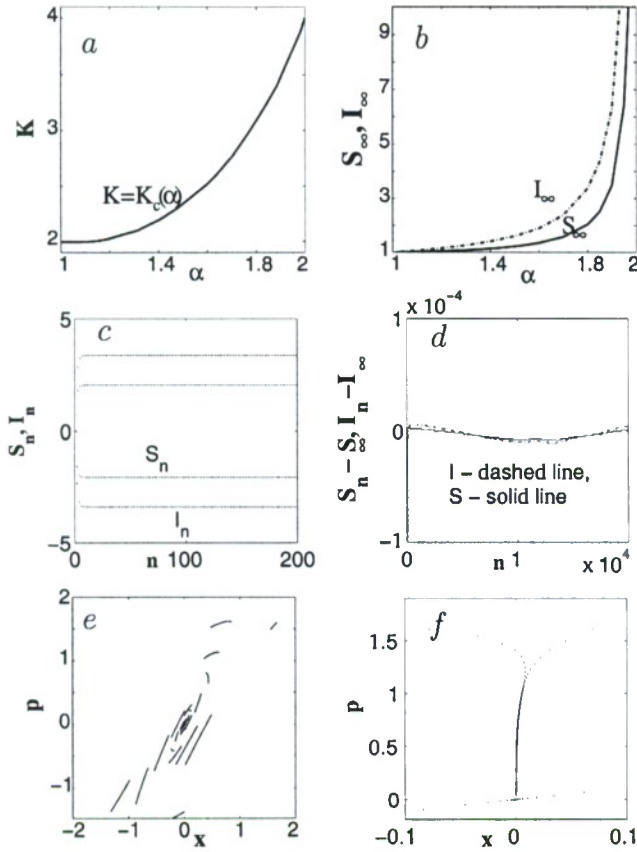 a
4
3
2
K
K=K_c(α)
1
1.4
1.8
2
α
b
9
7
5
3
1
S_∞, I_∞
I_∞
S_∞
1
1.4
1.8
2
α
c
5
0
−5
S_n, I_n
S_n
I_n
0
n 100
200
x 10^-4
d
1
0
−1
S_n−S_∞, I_n−I_∞
I – dashed line,
S – solid line
0
n 1
x 10^4
e
2
1
0
−1
p
−2
−1
0
x
1
2
f
1.5
1
0.5
0
p
−0.1
x
0
0.1